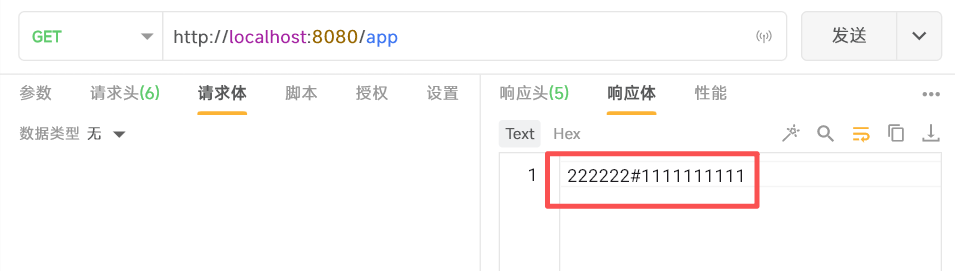 GET http://localhost:8080/app 发送
参数 请求头(6) 请求体 脚本 授权 设置
数据类型 无
响应头(5) 响应体 性能
Text Hex
1 222222#1111111111